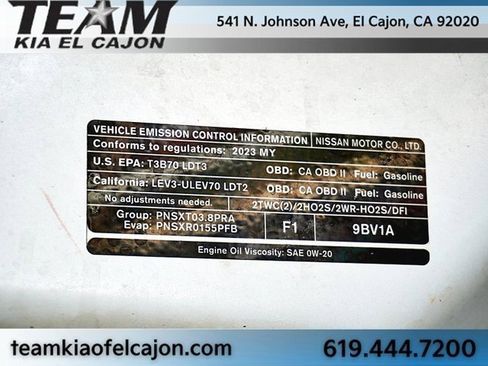 TEAM
KIA EL CAJON
541 N. Johnson Ave, El Cajon, CA 92020
VEHICLE EMISSION CONTROL INFORMATION NISSAN MOTOR CO., LTD.
Conforms to regulations: 2023 MY
U.S. EPA: T3B70 LDT3 OBD: CA OBD II Fuel: Gasoline
California: LEV3-ULEV70 LDT2 OBD: CA OBD II Fuel: Gasoline
No adjustments needed. 2TWC(2)/2HO2S/2WR-HO2S/DFI
Group: PNSXT03.8PRA
Evap: PNSXR0155PFB F1 9BV1A
Engine Oil Viscosity: SAE 0W-20
teamkiaofelcajon.com 619.444.7200